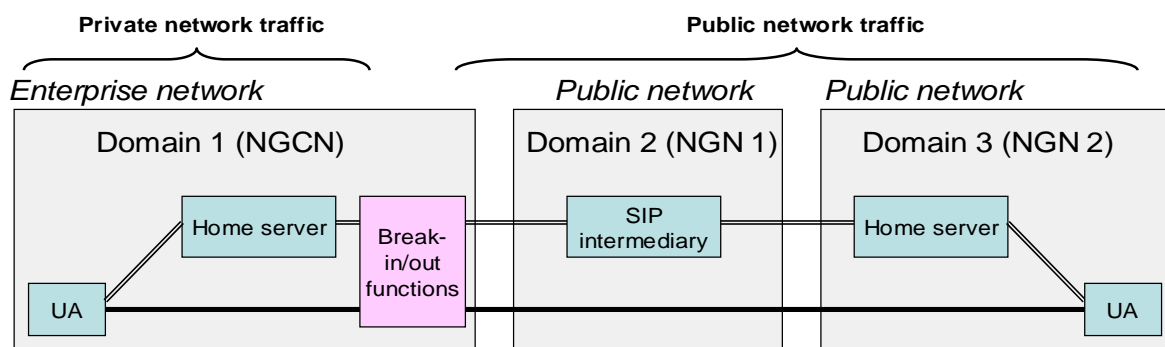 Private network traffic
Public network traffic
Enterprise network
Public network
Public network
Domain 1 (NGCN)
Domain 2 (NGN 1)
Domain 3 (NGN 2)
Home server
Break-
in/out
functions
SIP
intermediary
Home server
UA
UA